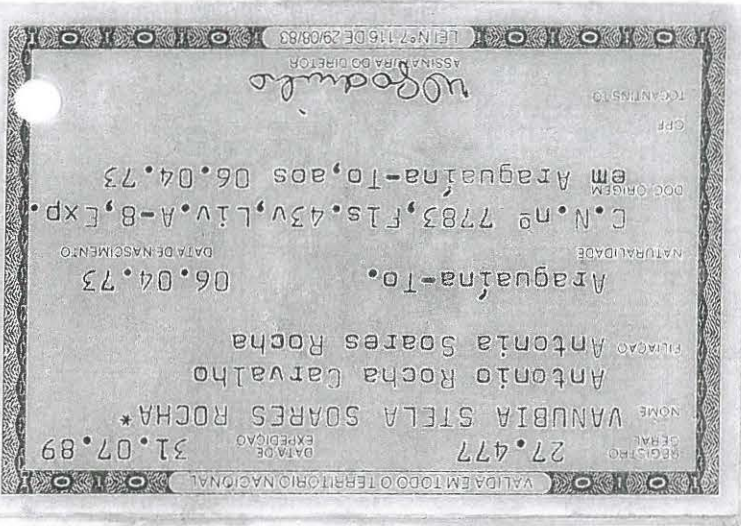 VÁLIDA EM TODO O TERRITÓRIO NACIONAL
REGISTRO GERAL 27.477 DATA DE EXPEDIÇÃO 31.07.89
NOME VANUBIA STELA SOARES ROCHA*
Antonio Rocha Carvalho
FILIAÇÃO Antonia Soares Rocha
Araguaína-To. 06.04.73
NATURALIDADE DATA DE NASCIMENTO
C.N.nº 7783,Fls.43v,Liv.A-8,Exp.
DOC ORIGEM em Araguaína-To,aos 06.04.73
CPF
TOCANTINS TO
ASSINATURA DO DIRETOR
LEI Nº 7.116 DE 29/08/83